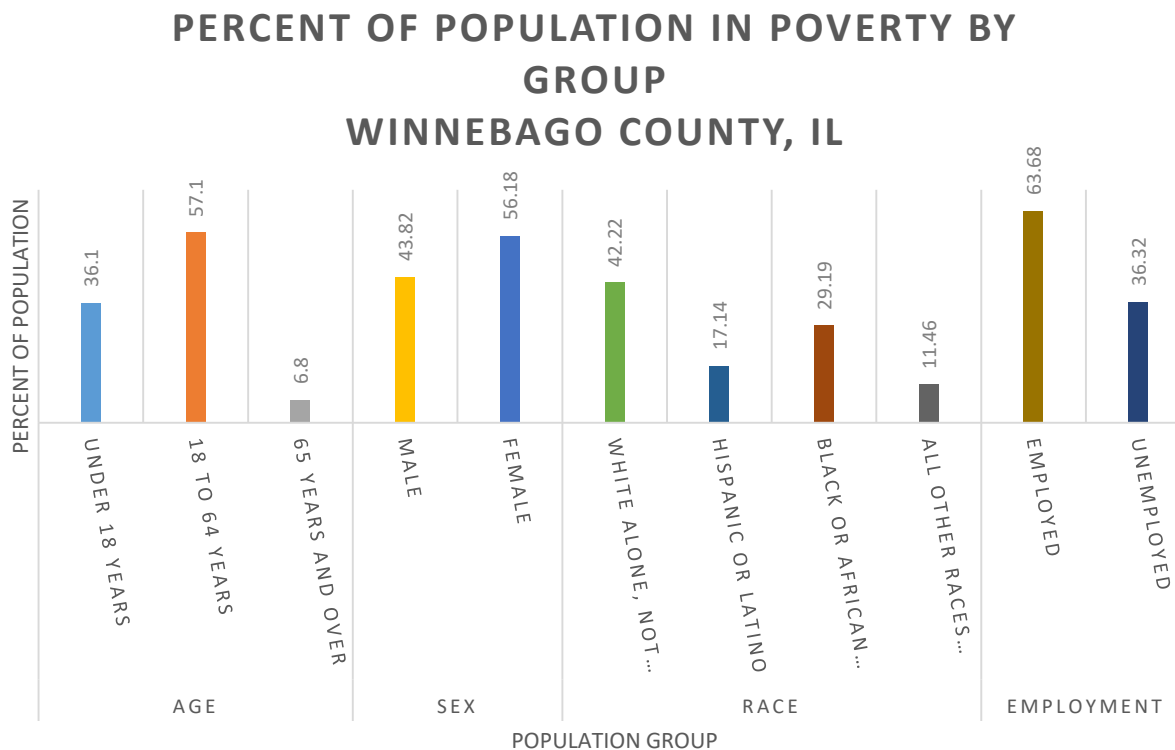 PERCENT OF POPULATION IN POVERTY BY
GROUP
WINNEBAGO COUNTY, IL
PERCENT OF POPULATION
36.1
57.1
6.8
43.82
56.18
42.22
17.14
29.19
11.46
63.68
36.32
UNDER 18 YEARS
18 TO 64 YEARS
65 YEARS AND OVER
MALE
FEMALE
WHITE ALONE, NOT…
HISPANIC OR LATINO
BLACK OR AFRICAN…
ALL OTHER RACES…
EMPLOYED
UNEMPLOYED
AGE
SEX
RACE
EMPLOYMENT
POPULATION GROUP